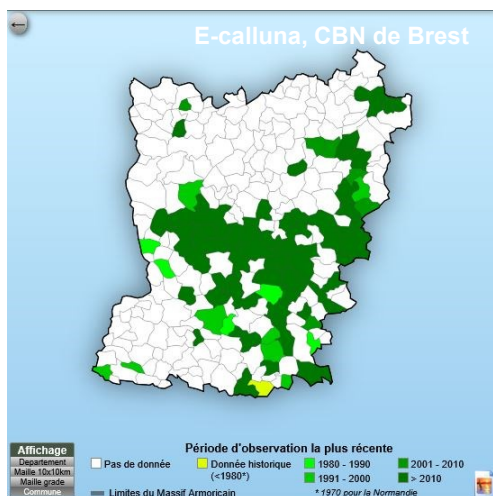 ←
E-calluna, CBN de Brest
Affichage
Departement
Maille 10x10km
Maille grade
Commune
Période d'observation la plus récente
Pas de donnée
Donnée historique
(<1980*)
1980 - 1990
1991 - 2000
2001 - 2010
> 2010
Limites du Massif Armoricain
* 1970 pour la Normandie